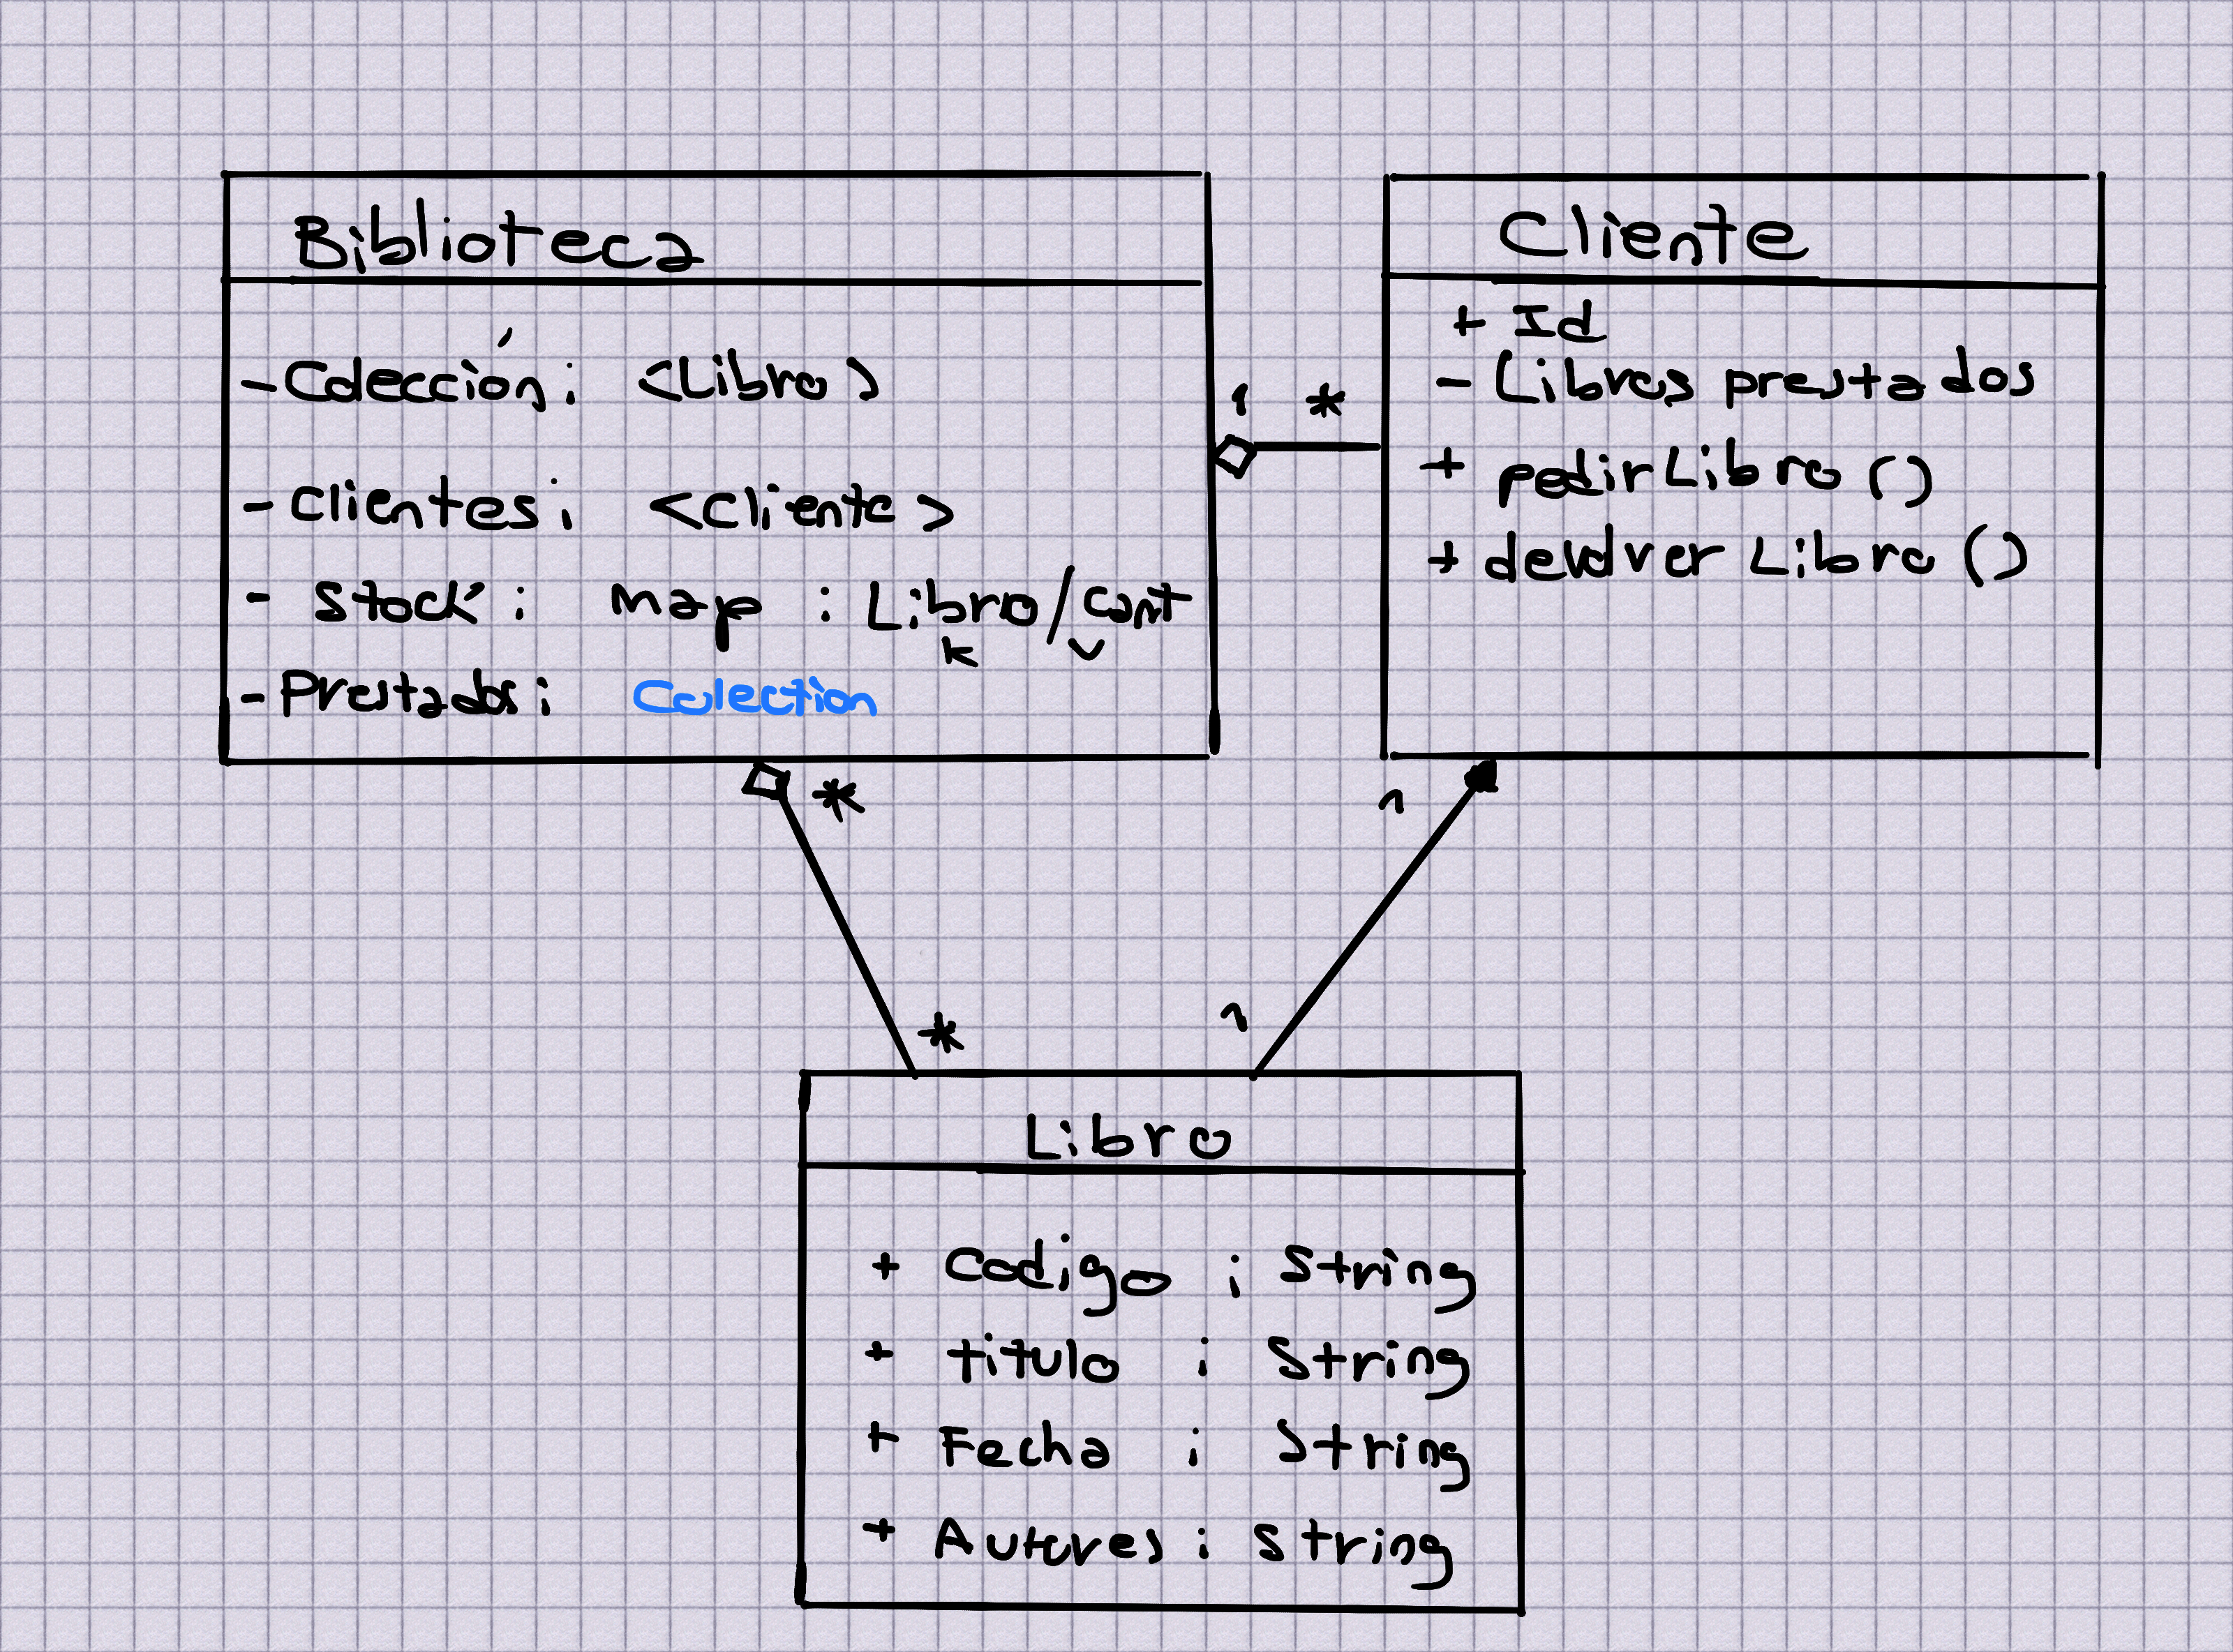 Biblioteca
- Colección: <Libro>
- Clientes: <Cliente>
- Stock: map : Libro/Cant
K V
- Prestados: Colection
Cliente
+ Id
- Libros prestados
+ pedirLibro ()
+ devolver Libro ()
1 *
* 1
* 1
Libro
+ Codigo : String
+ titulo : String
+ Fecha : String
+ Autores : String